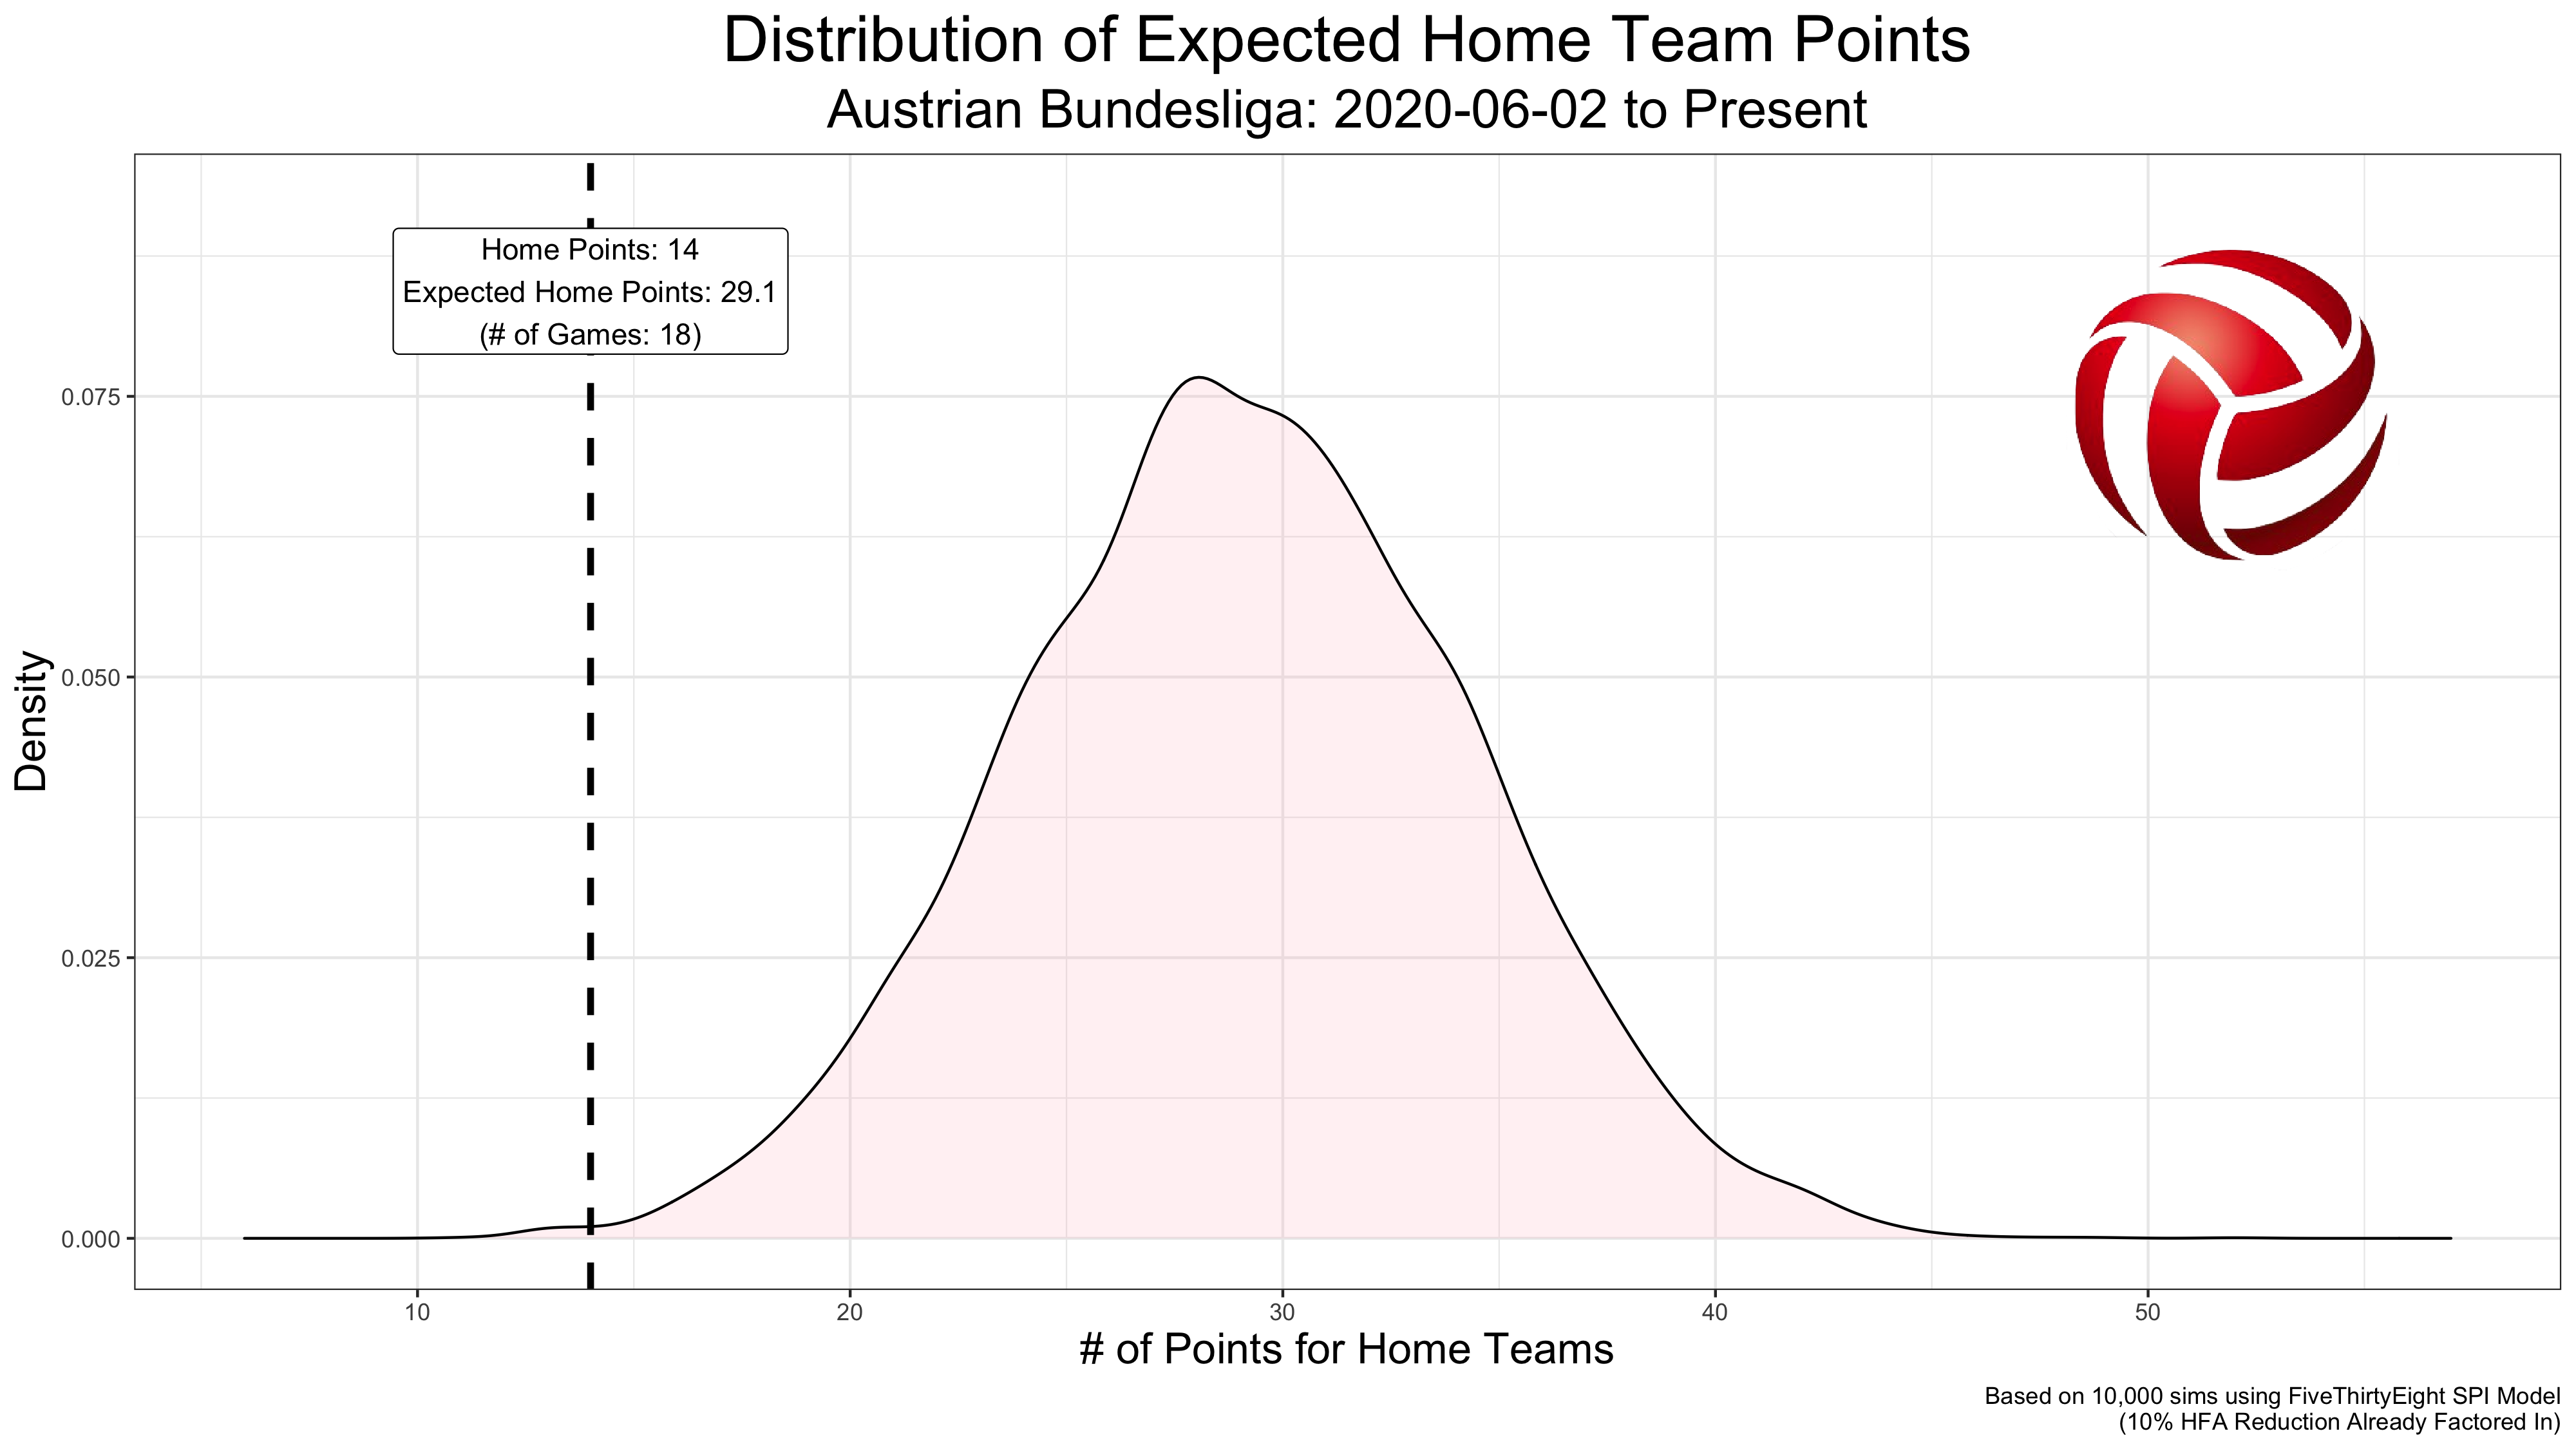 Distribution of Expected Home Team Points
Austrian Bundesliga: 2020-06-02 to Present
Home Points: 14
Expected Home Points: 29.1
(# of Games: 18)
0.075
0.050
0.025
0.000
Density
10
20
30
40
50
# of Points for Home Teams
Based on 10,000 sims using FiveThirtyEight SPI Model
(10% HFA Reduction Already Factored In)